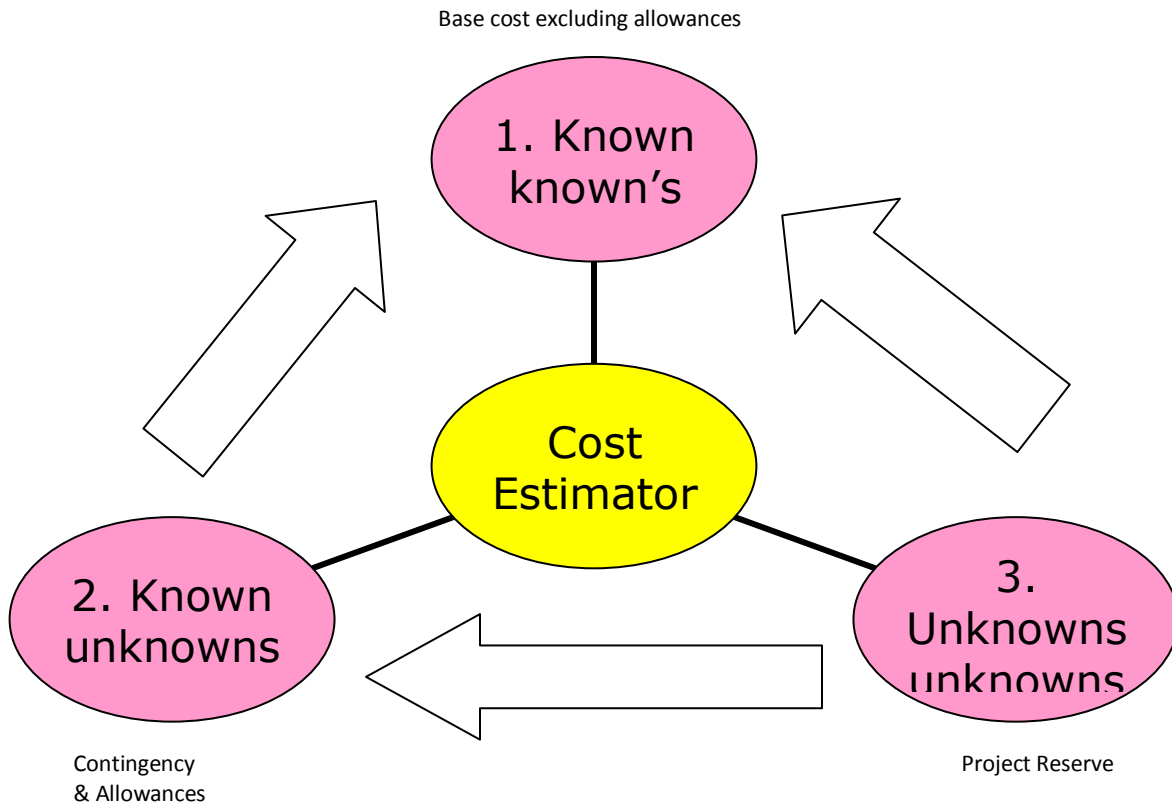 Base cost excluding allowances
1. Known
known’s
Cost
Estimator
2. Known
unknowns
3.
Unknowns
unknowns
Contingency
& Allowances
Project Reserve